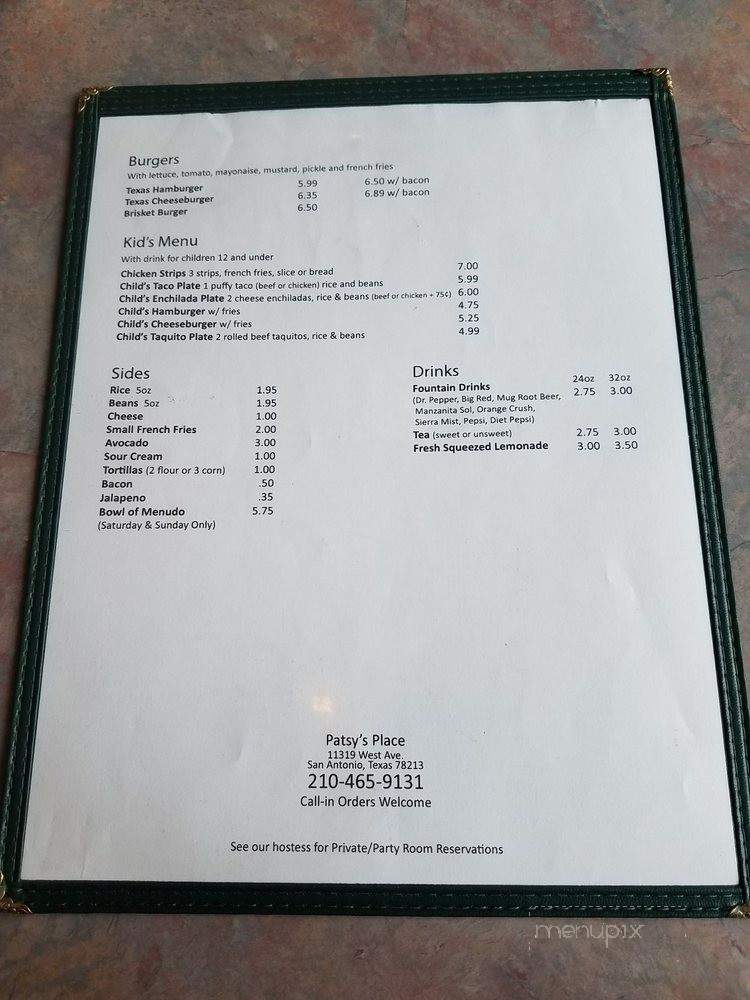 Burgers
With lettuce, tomato, mayonaise, mustard, pickle and french fries
Texas Hamburger 5.99 6.50 w/ bacon
Texas Cheeseburger 6.35 6.89 w/ bacon
Brisket Burger 6.50
Kid's Menu
With drink for children 12 and under
Chicken Strips 3 strips, french fries, slice or bread 7.00
Child's Taco Plate 1 puffy taco (beef or chicken) rice and beans 5.99
Child's Enchilada Plate 2 cheese enchiladas, rice & beans (beef or chicken + 75¢) 6.00
Child's Hamburger w/ fries 4.75
Child's Cheeseburger w/ fries 5.25
Child's Taquito Plate 2 rolled beef taquitos, rice & beans 4.99
Sides
Rice 5oz 1.95
Beans 5oz 1.95
Cheese 1.00
Small French Fries 2.00
Avocado 3.00
Sour Cream 1.00
Tortillas (2 flour or 3 corn) 1.00
Bacon .50
Jalapeno .35
Bowl of Menudo 5.75
(Saturday & Sunday Only)
Drinks
24oz 32oz
Fountain Drinks 2.75 3.00
(Dr. Pepper, Big Red, Mug Root Beer,
Manzanita Sol, Orange Crush,
Sierra Mist, Pepsi, Diet Pepsi)
Tea (sweet or unsweet) 2.75 3.00
Fresh Squeezed Lemonade 3.00 3.50
Patsy's Place
11319 West Ave.
San Antonio, Texas 78213
210-465-9131
Call-in Orders Welcome
See our hostess for Private/Party Room Reservations
menupix